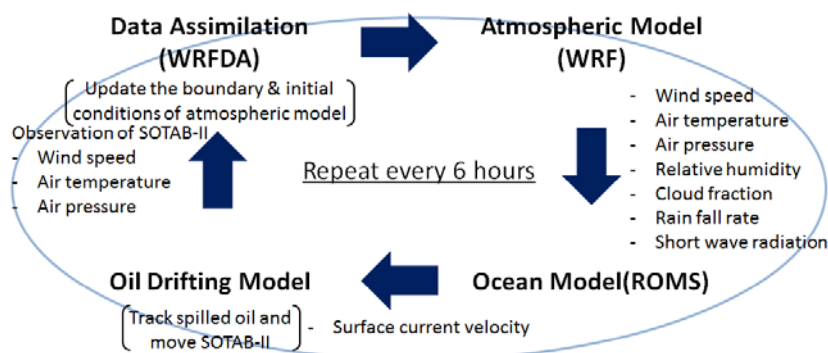 Data Assimilation
(WRFDA)
Update the boundary & initial
conditions of atmospheric model
Observation of SOTAB-II
- Wind speed
- Air temperature
- Air pressure
Atmospheric Model
(WRF)
- Wind speed
- Air temperature
- Air pressure
- Relative humidity
- Cloud fraction
- Rain fall rate
- Short wave radiation
Repeat every 6 hours
Oil Drifting Model
Track spilled oil and
move SOTAB-II
- Surface current velocity
Ocean Model(ROMS)